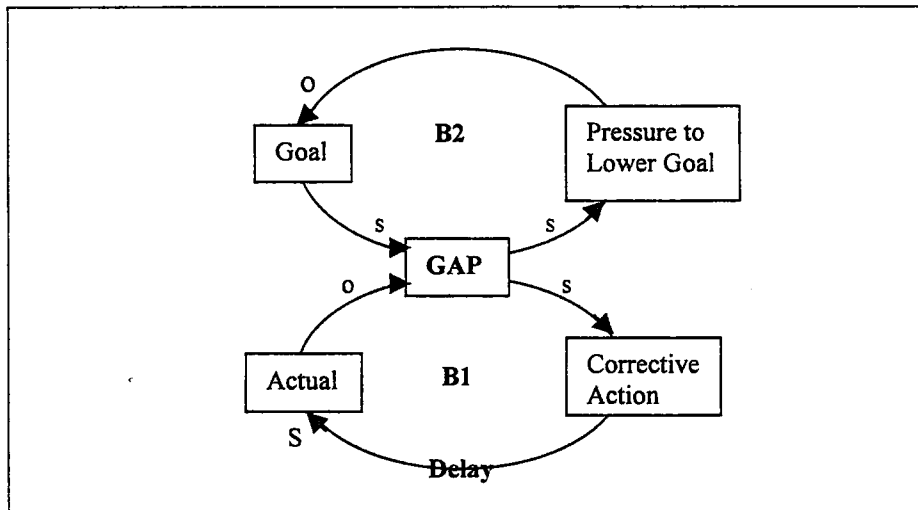 o
B2
Goal
Pressure to
Lower Goal
s
s
GAP
o
s
Actual
B1
Corrective
Action
S
Delay